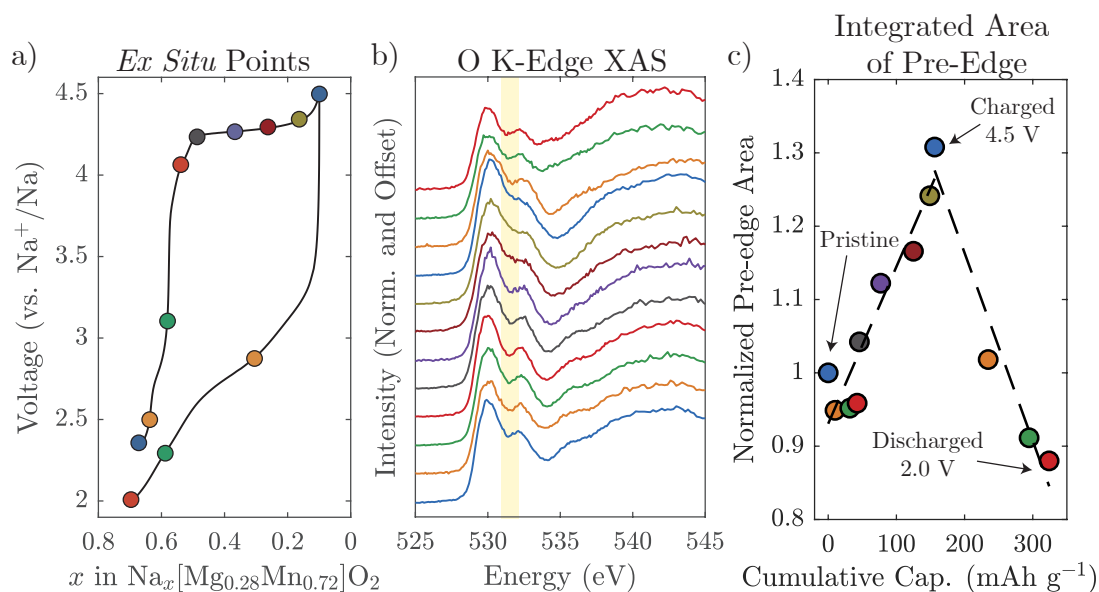 a)
Ex Situ Points
Voltage (vs. Na⁺/Na)
4.5
4
3.5
3
2.5
2
0.8
0.6
0.4
0.2
0
x in Naₓ[Mg₀.₂₈Mn₀.₇₂]O₂
b)
O K-Edge XAS
Intensity (Norm. and Offset)
525
530
535
540
545
Energy (eV)
c)
Integrated Area
of Pre-Edge
Normalized Pre-edge Area
1.4
1.3
1.2
1.1
1
0.9
0.8
Charged
4.5 V
Pristine
Discharged
2.0 V
0
100
200
300
Cumulative Cap. (mAh g⁻¹)